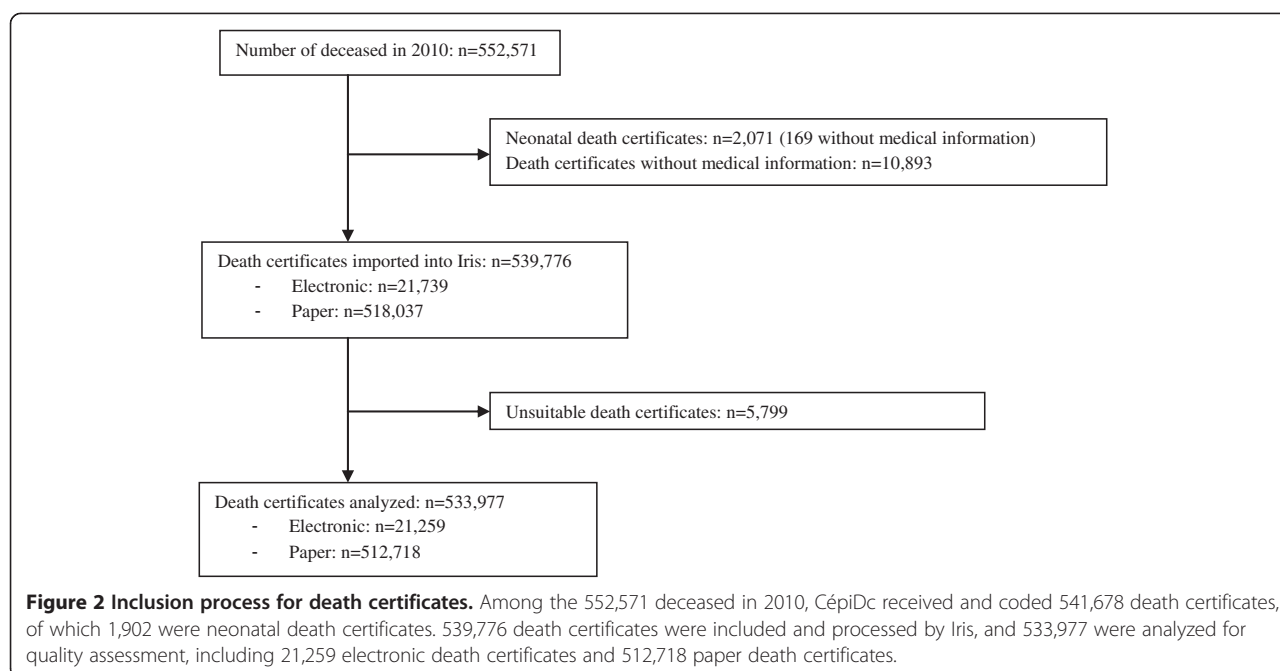 Number of deceased in 2010: n=552,571
Neonatal death certificates: n=2,071 (169 without medical information)
Death certificates without medical information: n=10,893
Death certificates imported into Iris: n=539,776
- Electronic: n=21,739
- Paper: n=518,037
Unsuitable death certificates: n=5,799
Death certificates analyzed: n=533,977
- Electronic: n=21,259
- Paper: n=512,718
Figure 2 Inclusion process for death certificates. Among the 552,571 deceased in 2010, CépiDc received and coded 541,678 death certificates,
of which 1,902 were neonatal death certificates. 539,776 death certificates were included and processed by Iris, and 533,977 were analyzed for
quality assessment, including 21,259 electronic death certificates and 512,718 paper death certificates.